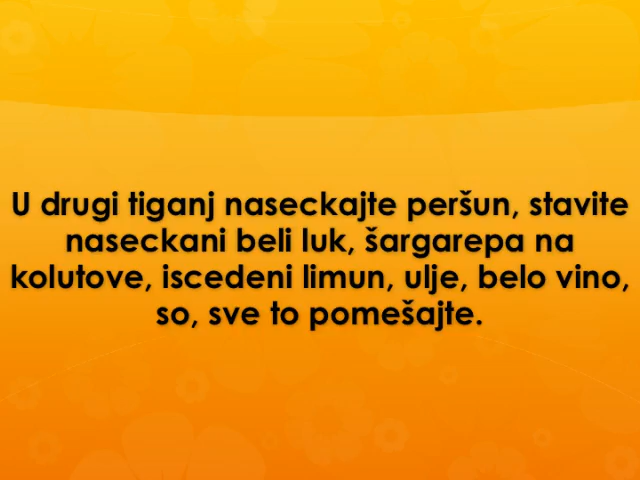 U drugi tiganj naseckajte peršun, stavite
naseckani beli luk, šargarepa na
kolutove, iscedeni limun, ulje, belo vino,
so, sve to pomešajte.